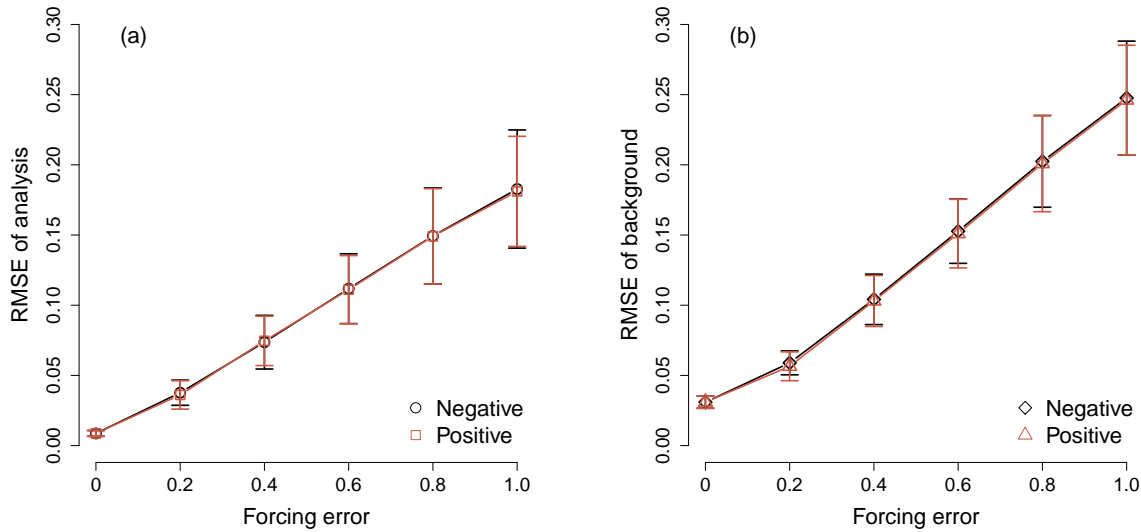 (a)
RMSE of analysis
0.30
0.25
0.20
0.15
0.10
0.05
0.00
Negative
Positive
0 0.2 0.4 0.6 0.8 1.0
Forcing error
(b)
RMSE of background
0.30
0.25
0.20
0.15
0.10
0.05
0.00
Negative
Positive
0 0.2 0.4 0.6 0.8 1.0
Forcing error